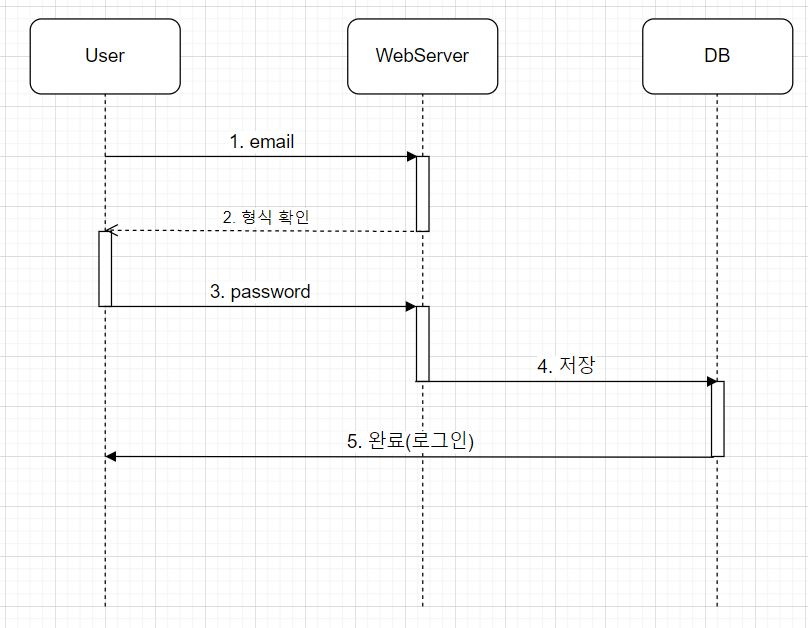 User
WebServer
DB
1. email
2. 형식 확인
3. password
4. 저장
5. 완료(로그인)